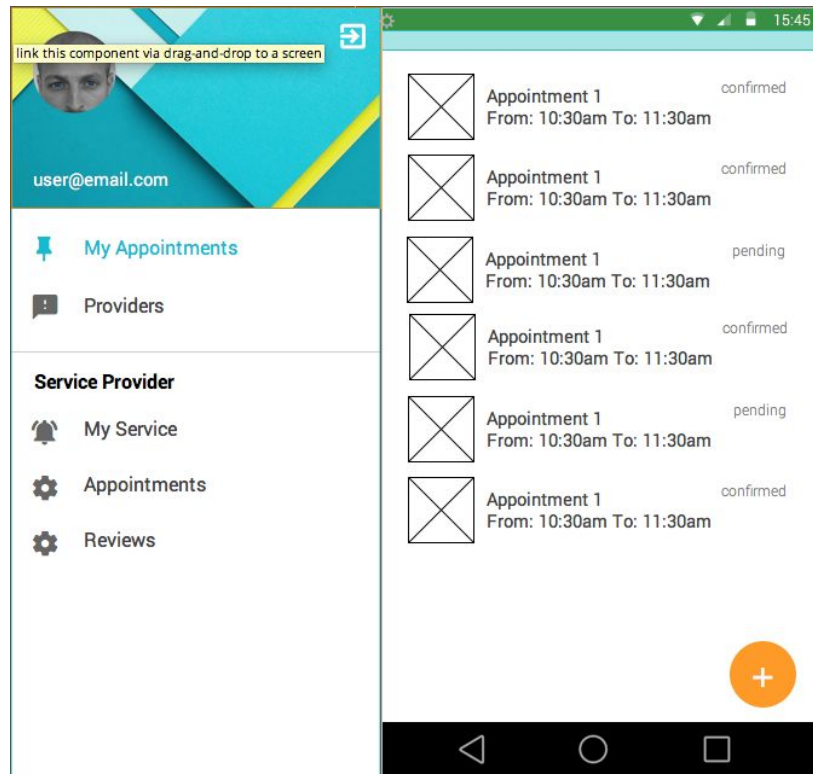 link this component via drag-and-drop to a screen
user@email.com
My Appointments
Providers
Service Provider
My Service
Appointments
Reviews
15:45
Appointment 1
From: 10:30am To: 11:30am
confirmed
Appointment 1
From: 10:30am To: 11:30am
confirmed
Appointment 1
From: 10:30am To: 11:30am
pending
Appointment 1
From: 10:30am To: 11:30am
confirmed
Appointment 1
From: 10:30am To: 11:30am
pending
Appointment 1
From: 10:30am To: 11:30am
confirmed